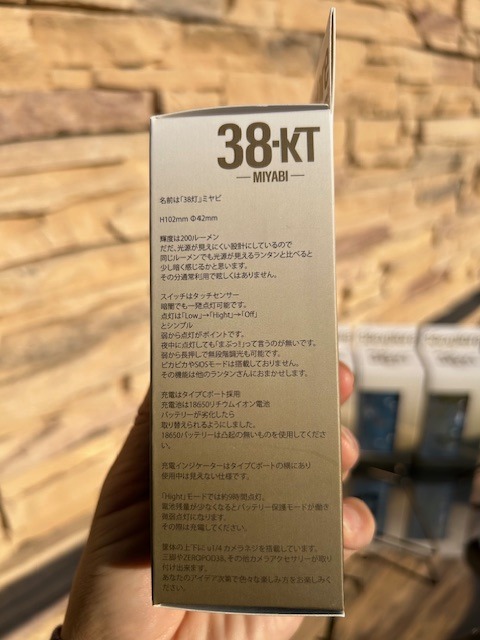 38-KT
MIYABI
名前は「38灯」ミヤビ
H102mm Φ42mm
輝度は200ルーメン
だだ、光源が見えにくい設計にしているので
同じルーメンでも光源が見えるランタンと比べると
少し暗く感じるかと思います。
その分通常利用で眩しくはありません。
スイッチはタッチセンサー
暗闇でも一発点灯可能です。
点灯は「Low」→「Hight」→「Off」
とシンプル
弱から点灯がポイントです。
夜中に点灯しても「まぶっ!」って言うのが無いです。
弱から長押しで無段階調光も可能です。
ピカピカやSOSモードは搭載しておりません。
その機能は他のランタンさんにおまかせします。
充電はタイプCポート採用
充電池は18650リチウムイオン電池
バッテリーが劣化したら
取り替えられるようにしました。
18650バッテリーは凸起の無いものを使用してくださ
い。
充電インジケーターはタイプCポートの横にあり
使用中は見えない仕様です。
「Hight」モードでは約9時間点灯。
電池残量が少なくなるとバッテリー保護モードが働き
微弱点灯になります。
その際は充電してください。
筐体の上下に u1/4 カメラネジを搭載しています。
三脚やZEROPOD38、その他カメラアクセサリーが取り
付け出来ます。
あなたのアイデア次第で色々な楽しみ方をお楽しみくだ
さい。